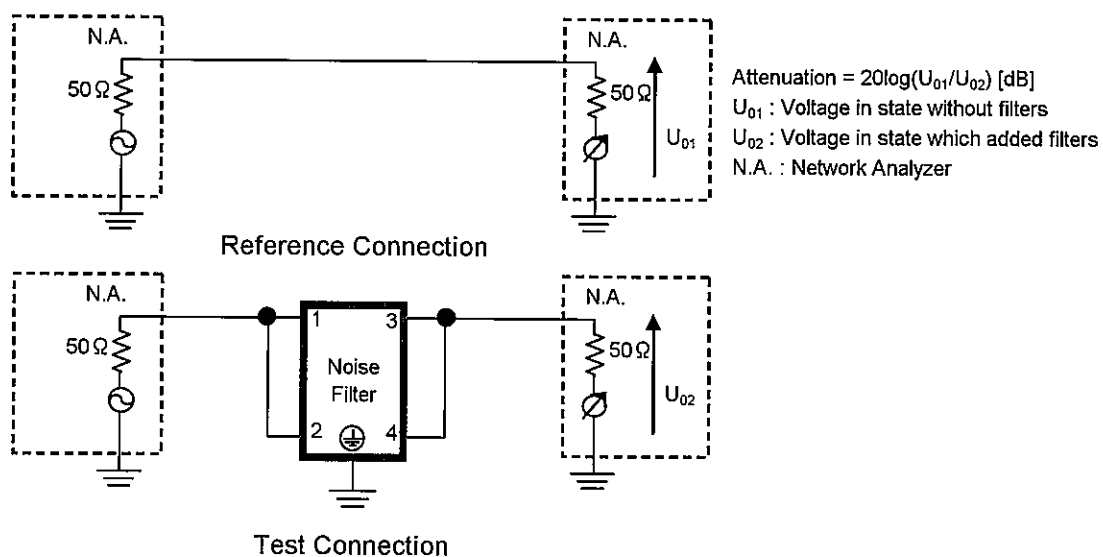 N.A.
N.A.
50Ω
50Ω
U01
Attenuation = 20log(U01/U02) [dB]
U01 : Voltage in state without filters
U02 : Voltage in state which added filters
N.A. : Network Analyzer
Reference Connection
N.A.
N.A.
50Ω
1
3
Noise
Filter
2
4
50Ω
U02
Test Connection